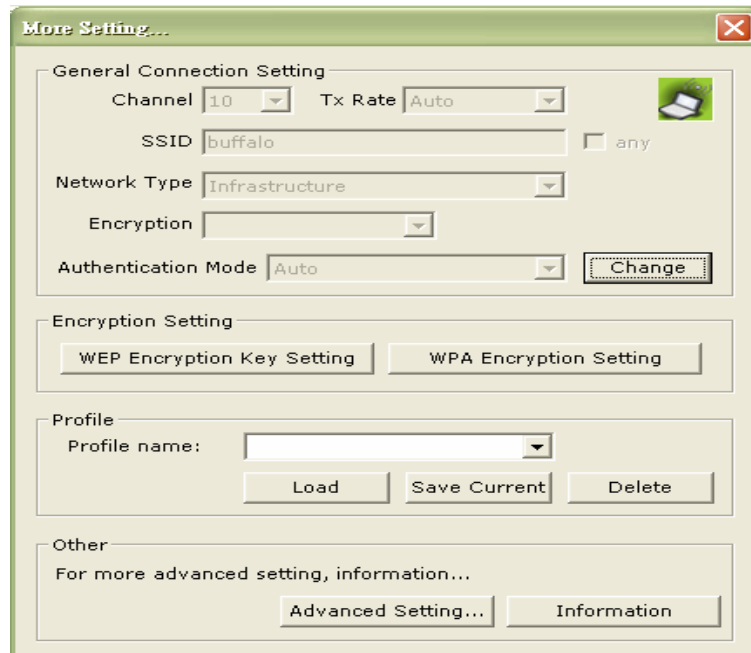 More Setting...
General Connection Setting
Channel 10 Tx Rate Auto
SSID buffalo any
Network Type Infrastructure
Encryption
Authentication Mode Auto Change
Encryption Setting
WEP Encryption Key Setting WPA Encryption Setting
Profile
Profile name:
Load Save Current Delete
Other
For more advanced setting, information...
Advanced Setting... Information